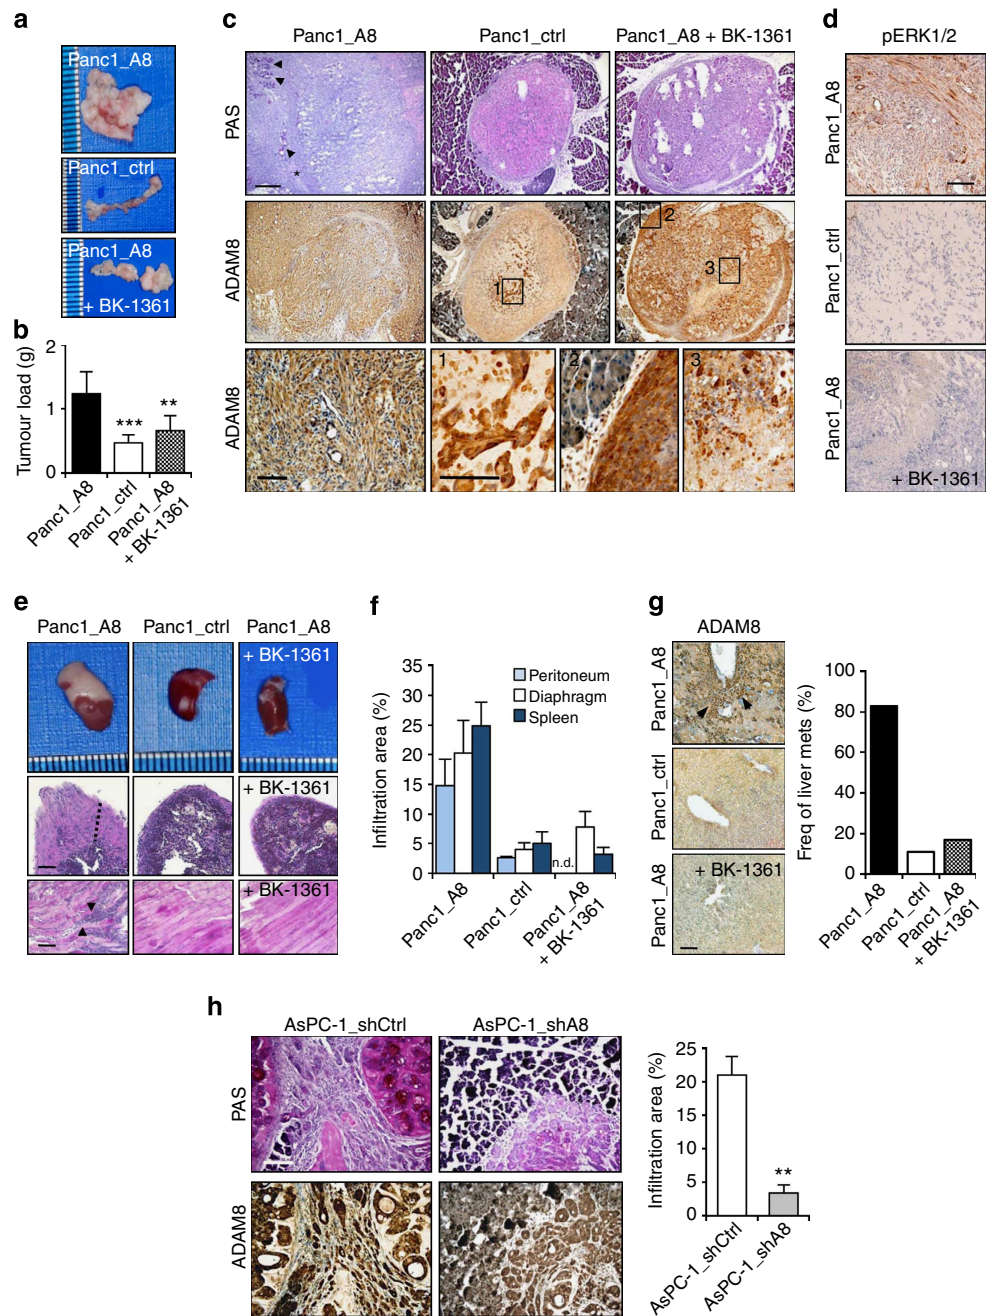 a
Panc1_A8
Panc1_ctrl
Panc1_A8
+ BK-1361
b
Tumour load (g)
2
1
0
***
**
Panc1_A8
Panc1_ctrl
Panc1_A8
+ BK-1361
c
Panc1_A8 Panc1_ctrl Panc1_A8 + BK-1361
PAS
*
ADAM8
1
2
3
ADAM8
1 2 3
d
pERK1/2
Panc1_A8
Panc1_ctrl
Panc1_A8
+ BK-1361
e
Panc1_A8 Panc1_ctrl Panc1_A8
+ BK-1361
+ BK-1361
+ BK-1361
f
Infiltration area (%)
35
30
25
20
15
10
5
0
Peritoneum
Diaphragm
Spleen
n.d.
Panc1_A8
Panc1_ctrl
Panc1_A8
+ BK-1361
g
ADAM8
Panc1_A8
Panc1_ctrl
Panc1_A8
+ BK-1361
Freq of liver mets (%)
100
80
60
40
20
0
Panc1_A8
Panc1_ctrl
Panc1_A8
+ BK-1361
h
AsPC-1_shCtrl AsPC-1_shA8
PAS
ADAM8
Infiltration area (%)
25
20
15
10
5
0
**
AsPC-1_shCtrl
AsPC-1_shA8